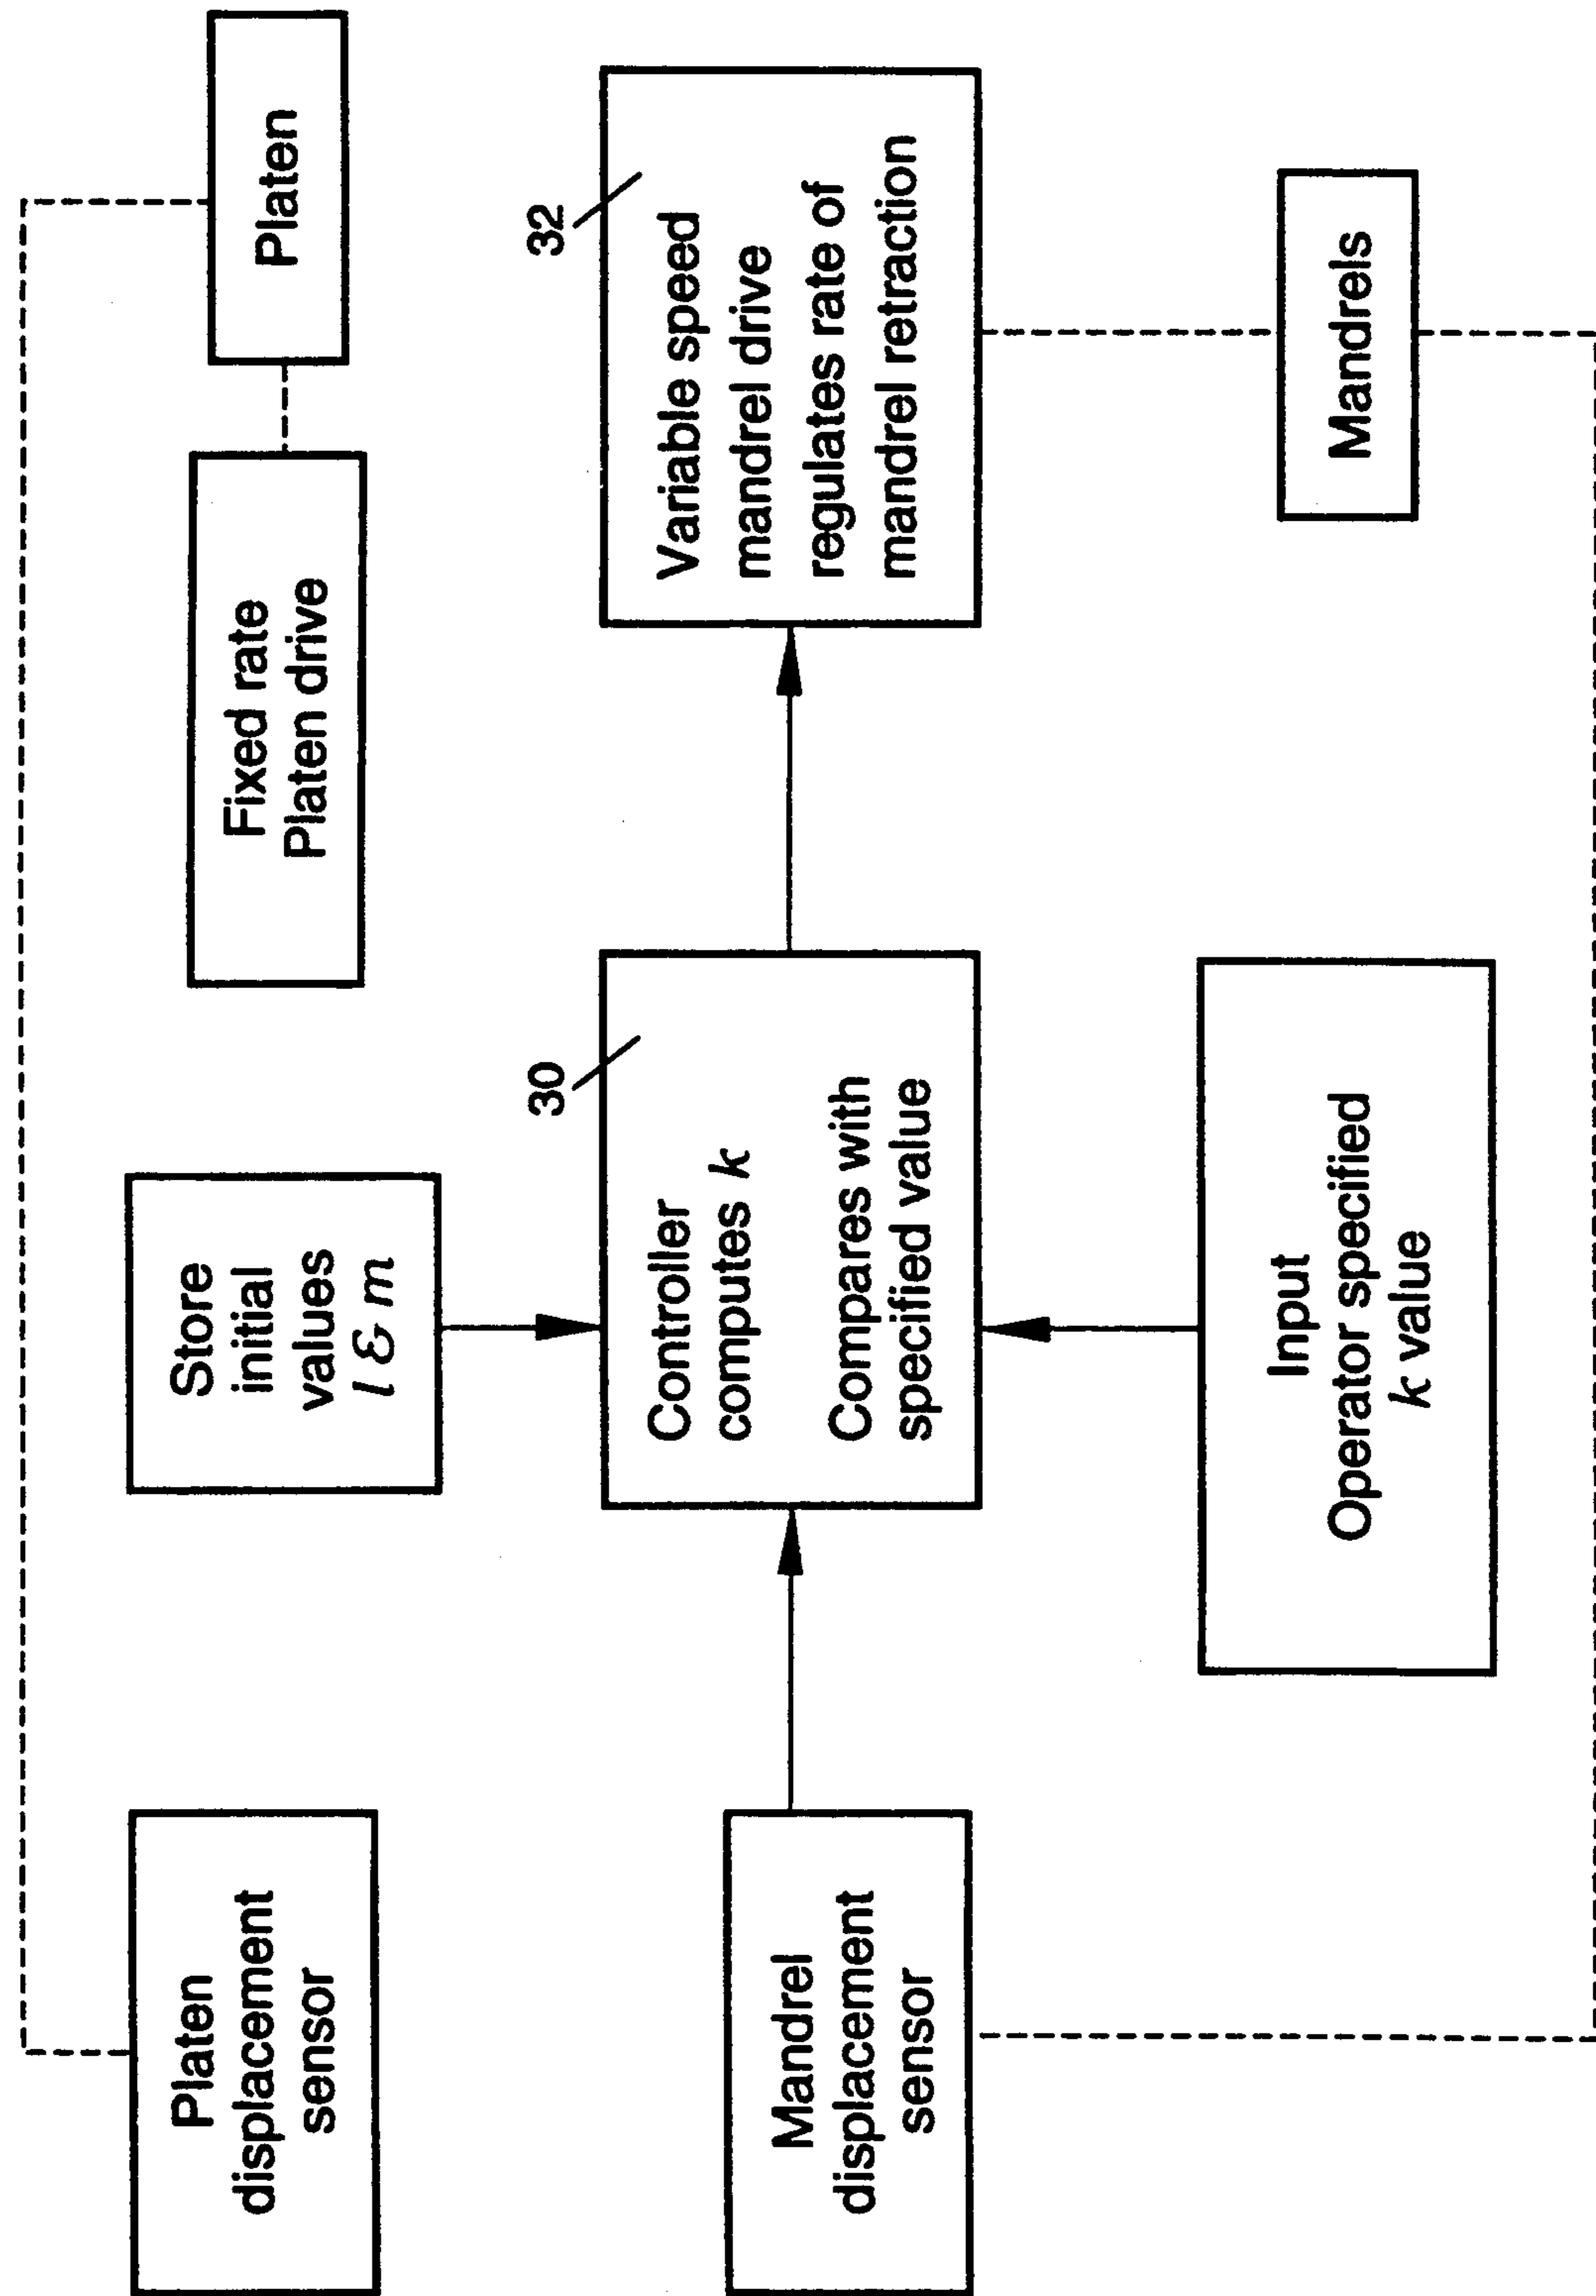 Platen
displacement
sensor
Store
initial
values
l & m
Fixed rate
Platen drive
Platen
Mandrel
displacement
sensor
30
Controller
computes k
Compares with
specified value
32
Variable speed
mandrel drive
regulates rate of
mandrel retraction
Input
Operator specified
k value
Mandrels